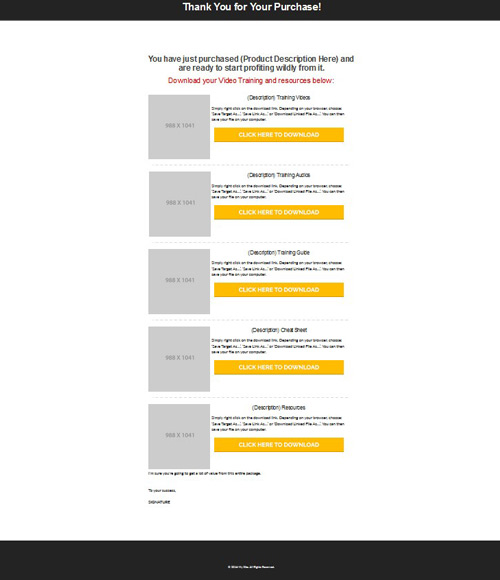 Thank You for Your Purchase!
You have just purchased (Product Description Here) and
are ready to start profiting wildly from it.
Download your Video Training and resources below:
988 X 1041
(Description) Training Videos
Simply right click on the download link. Depending on your browser, choose
'Save Target As...', 'Save Link As...' or 'Download Linked File As...'. You can then
save your file on your computer.
CLICK HERE TO DOWNLOAD
988 X 1041
(Description) Training Audios
Simply right click on the download link. Depending on your browser, choose
'Save Target As...', 'Save Link As...' or 'Download Linked File As...'. You can then
save your file on your computer.
CLICK HERE TO DOWNLOAD
988 X 1041
(Description) Training Guide
Simply right click on the download link. Depending on your browser, choose
'Save Target As...', 'Save Link As...' or 'Download Linked File As...'. You can then
save your file on your computer.
CLICK HERE TO DOWNLOAD
988 X 1041
(Description) Cheat Sheet
Simply right click on the download link. Depending on your browser, choose
'Save Target As...', 'Save Link As...' or 'Download Linked File As...'. You can then
save your file on your computer.
CLICK HERE TO DOWNLOAD
988 X 1041
(Description) Resources
Simply right click on the download link. Depending on your browser, choose
'Save Target As...', 'Save Link As...' or 'Download Linked File As...'. You can then
save your file on your computer.
CLICK HERE TO DOWNLOAD
I'm sure you're going to get a lot of value from this entire package.
To your success,
SIGNATURE
All Rights Reserved